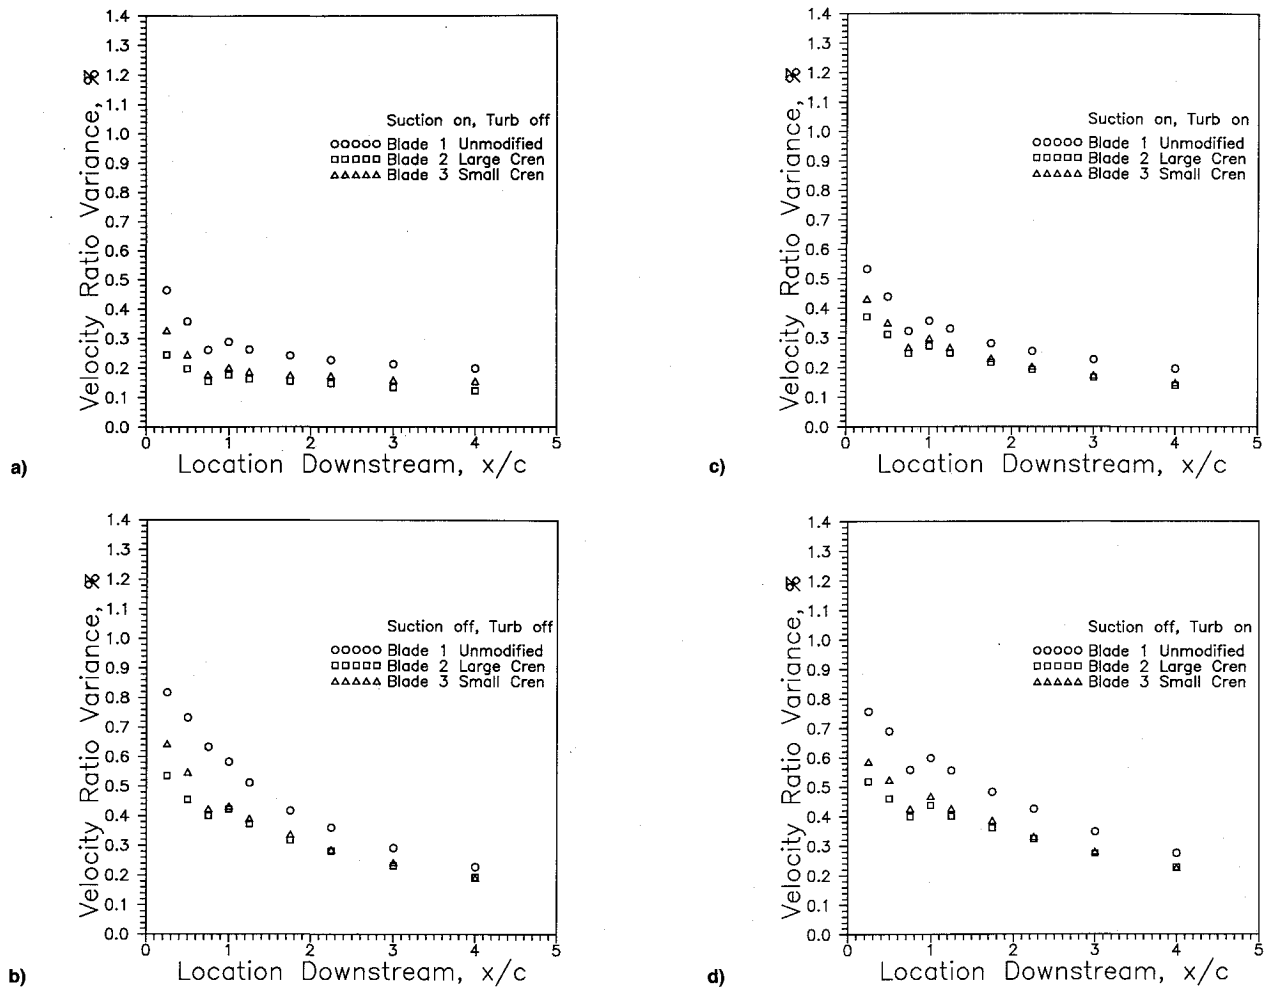 1.4
1.3
1.2
1.1
1.0
0.9
0.8
0.7
0.6
0.5
0.4
0.3
0.2
0.1
0.0
Velocity Ratio Variance, %
Suction on, Turb off
Blade 1 Unmodified
Blade 2 Large Cren
Blade 3 Small Cren
0 1 2 3 4 5
Location Downstream, x/c
a)
1.4
1.3
1.2
1.1
1.0
0.9
0.8
0.7
0.6
0.5
0.4
0.3
0.2
0.1
0.0
Velocity Ratio Variance, %
Suction on, Turb on
Blade 1 Unmodified
Blade 2 Large Cren
Blade 3 Small Cren
0 1 2 3 4 5
Location Downstream, x/c
c)
1.4
1.3
1.2
1.1
1.0
0.9
0.8
0.7
0.6
0.5
0.4
0.3
0.2
0.1
0.0
Velocity Ratio Variance, %
Suction off, Turb off
Blade 1 Unmodified
Blade 2 Large Cren
Blade 3 Small Cren
0 1 2 3 4 5
Location Downstream, x/c
b)
1.4
1.3
1.2
1.1
1.0
0.9
0.8
0.7
0.6
0.5
0.4
0.3
0.2
0.1
0.0
Velocity Ratio Variance, %
Suction off, Turb on
Blade 1 Unmodified
Blade 2 Large Cren
Blade 3 Small Cren
0 1 2 3 4 5
Location Downstream, x/c
d)